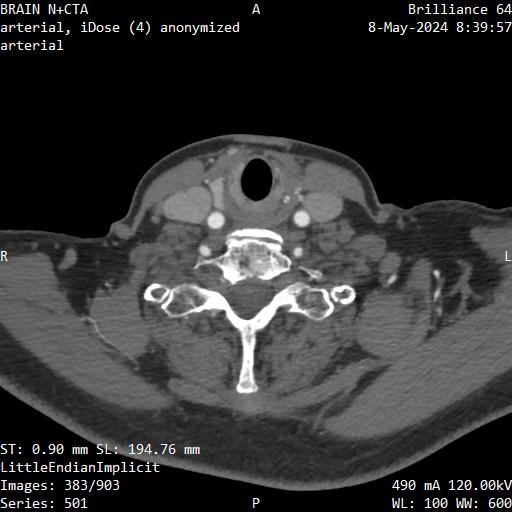 BRAIN N+CTA
A
Brilliance 64
arterial, iDose (4) anonymized
8-May-2024 8:39:57
arterial
R
L
ST: 0.90 mm SL: 194.76 mm
LittleEndianImplicit
Images: 383/903
490 mA 120.00kV
Series: 501
P
WL: 100 WW: 600